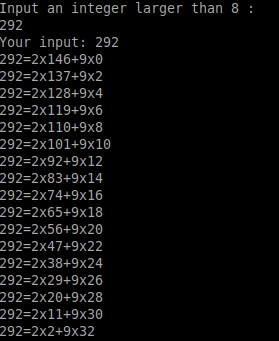 Input an integer larger than 8 :
292
Your input: 292
292=2x146+9x0
292=2x137+9x2
292=2x128+9x4
292=2x119+9x6
292=2x110+9x8
292=2x101+9x10
292=2x92+9x12
292=2x83+9x14
292=2x74+9x16
292=2x65+9x18
292=2x56+9x20
292=2x47+9x22
292=2x38+9x24
292=2x29+9x26
292=2x20+9x28
292=2x11+9x30
292=2x2+9x32